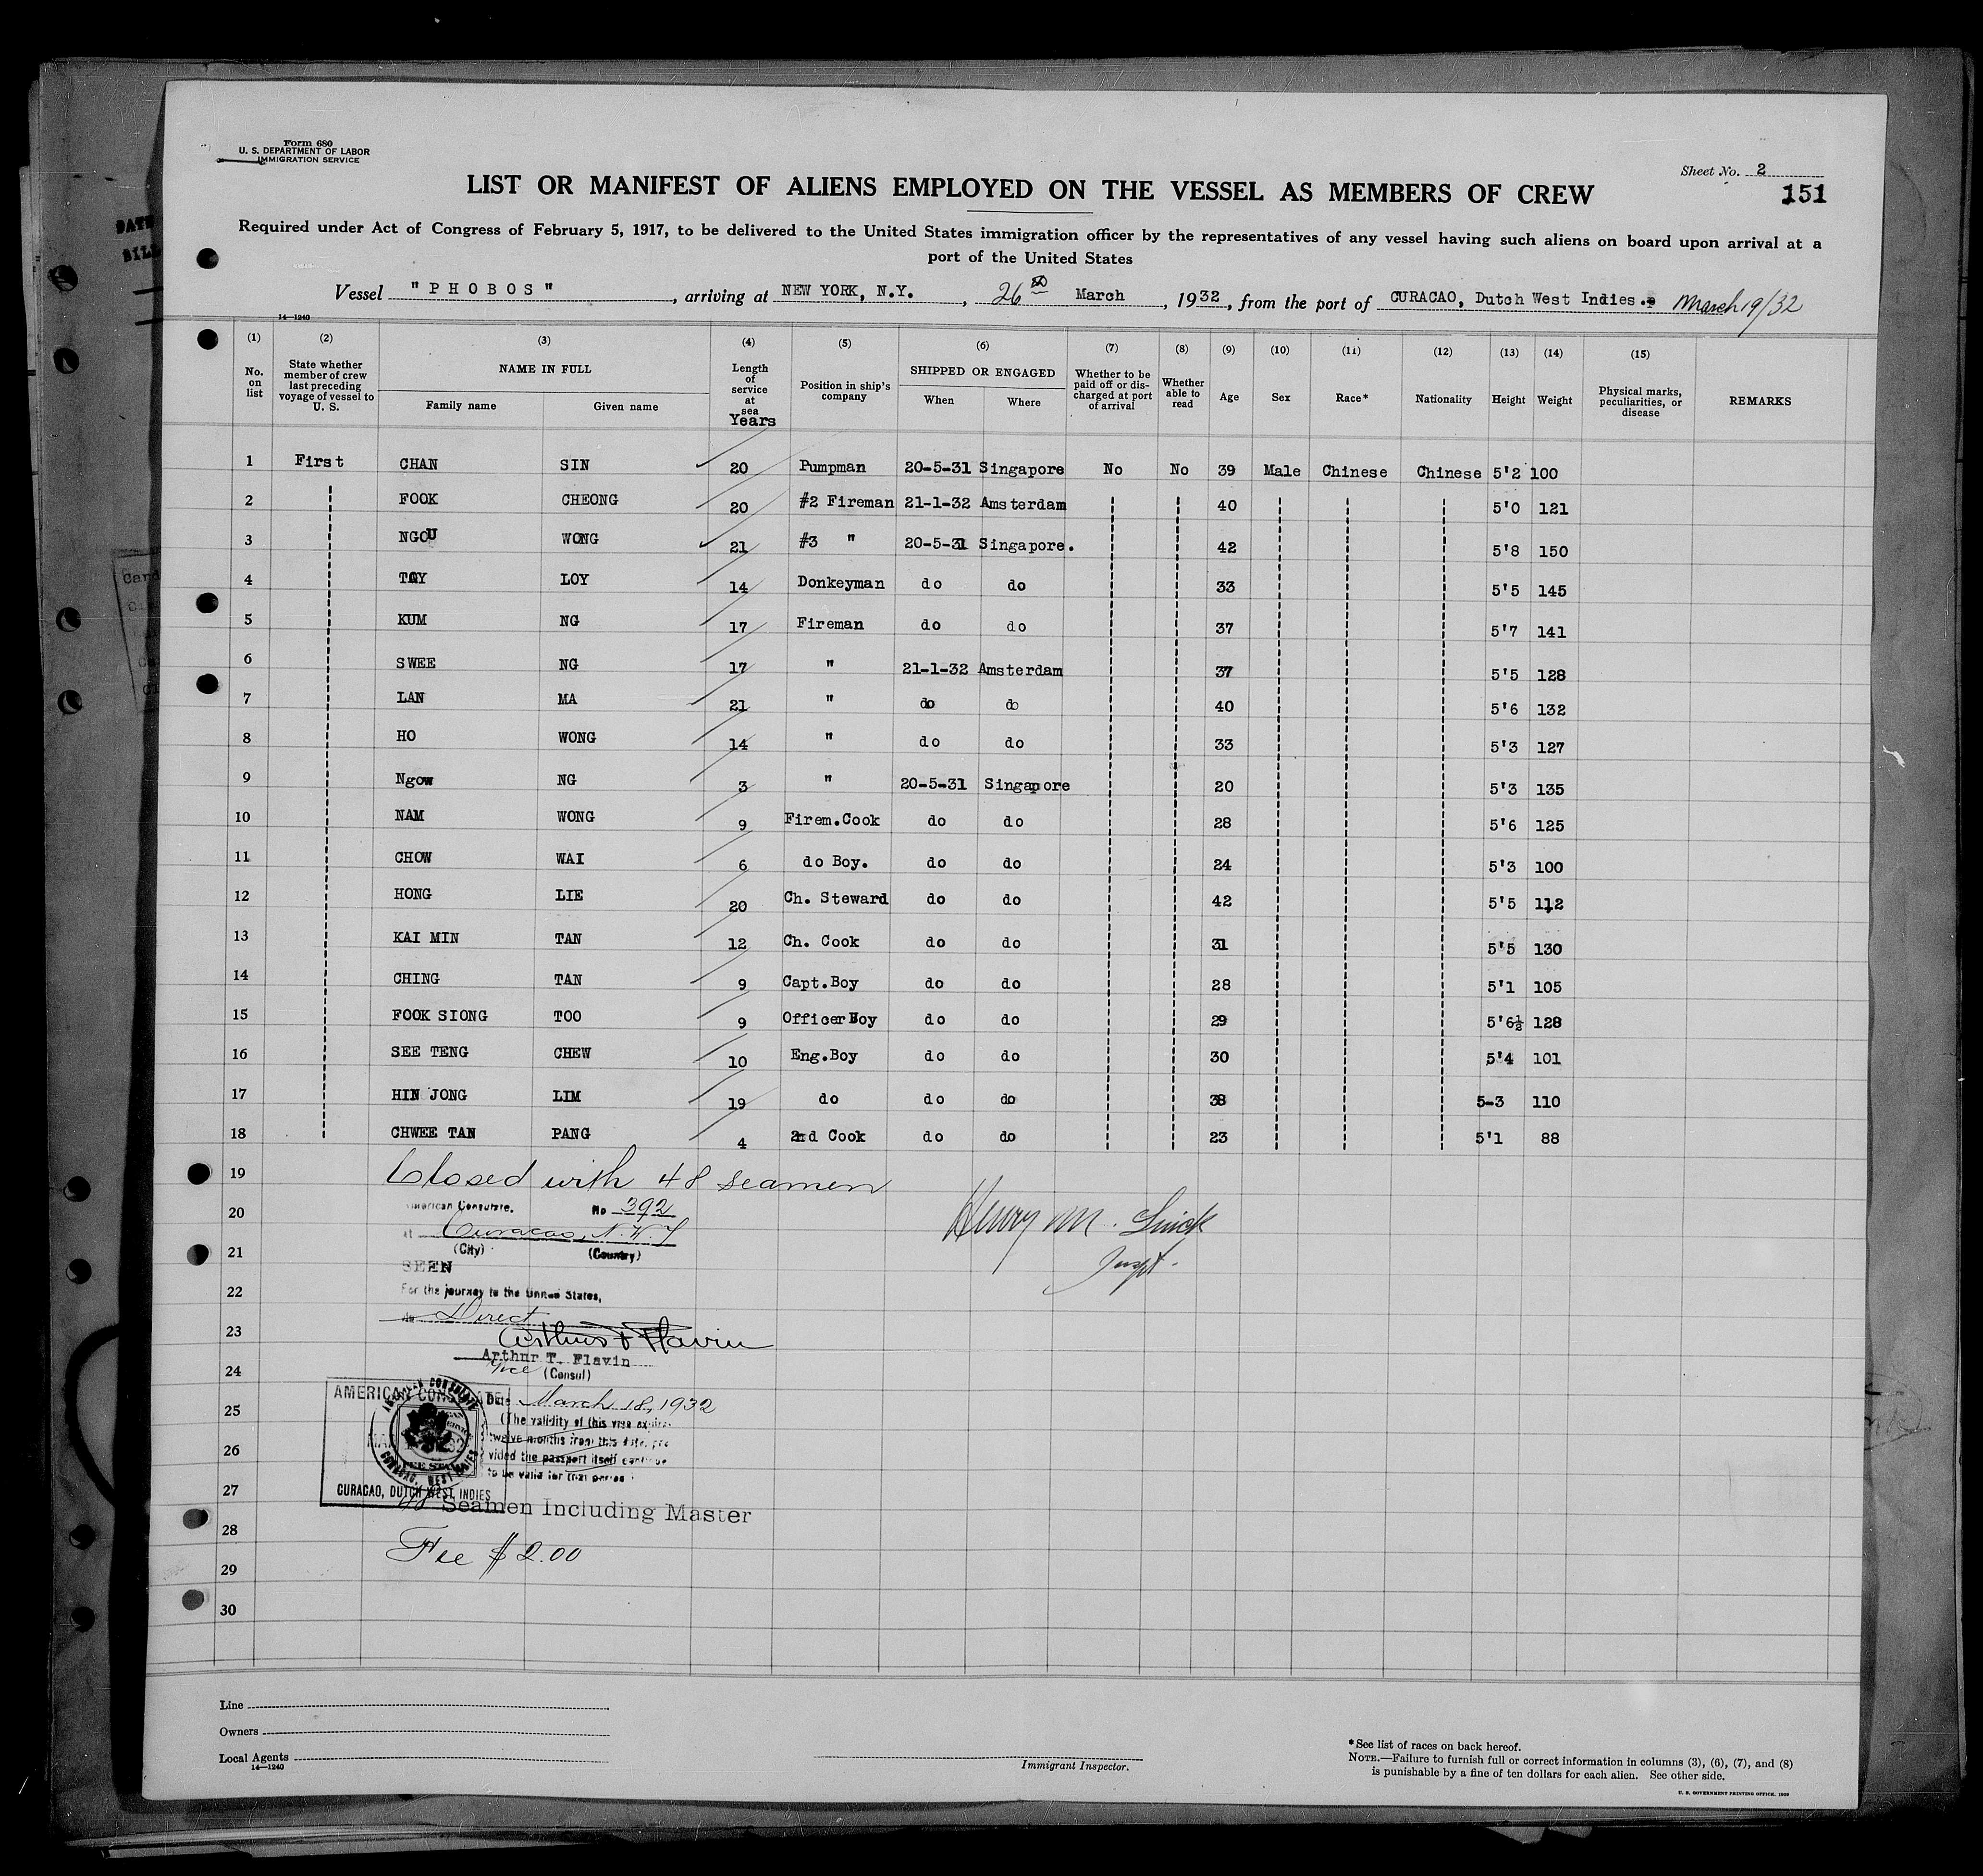 Form 680
U. S. DEPARTMENT OF LABOR
IMMIGRATION SERVICE
Sheet No. 2
151
LIST OR MANIFEST OF ALIENS EMPLOYED ON THE VESSEL AS MEMBERS OF CREW
Required under Act of Congress of February 5, 1917, to be delivered to the United States immigration officer by the representatives of any vessel having such aliens on board upon arrival at a
port of the United States
Vessel "PHOBOS", arriving at NEW YORK, N.Y., 26 March, 1932, from the port of CURACAO, Dutch West Indies. March 19/32
14—1240
(1) (2) (3) (4) (5) (6) (7) (8) (9) (10) (11) (12) (13) (14) (15)
No. on list State whether member of crew last preceding voyage of vessel to U. S. NAME IN FULL Family name Given name Length of service at sea Years Position in ship's company SHIPPED OR ENGAGED When Where Whether to be paid off or discharged at port of arrival Whether able to read Age Sex Race* Nationality Height Weight Physical marks, peculiarities, or disease REMARKS
1 First CHAN SIN 20 Pumpman 20-5-31 Singapore No No 39 Male Chinese Chinese 5'2 100
2 FOOK CHEONG 20 #2 Fireman 21-1-32 Amsterdam 40 5'0 121
3 NGOU WONG 21 #3 " 20-5-31 Singapore. 42 5'8 150
4 TAY LOY 14 Donkeyman do do 33 5'5 145
5 KUM NG 17 Fireman do do 37 5'7 141
6 SWEE NG 17 " 21-1-32 Amsterdam 37 5'5 128
7 LAN MA 21 " do do 40 5'6 132
8 HO WONG 14 " do do 33 5'3 127
9 Ngow NG 3 " 20-5-31 Singapore 20 5'3 135
10 NAM WONG 9 Firem.Cook do do 28 5'6 125
11 CHOW WAI 6 do Boy. do do 24 5'3 100
12 HONG LIE 20 Ch. Steward do do 42 5'5 112
13 KAI MIN TAN 12 Ch. Cook do do 31 5'5 130
14 CHING TAN 9 Capt.Boy do do 28 5'1 105
15 FOOK SIONG TOO 9 Officer Boy do do 29 5'6½ 128
16 SEE TENG CHEW 10 Eng.Boy do do 30 5'4 101
17 HIN JONG LIM 19 do do do 38 5-3 110
18 CHWEE TAN PANG 4 2nd Cook do do 23 5'1 88
19 Closed with 48 seamen
20 American Consulate. No 392
Henry M.
at Curacao, N.W.I
21 (City) (Country)
SEEN
22 For the journey to the United States,
Direct
23 Arthur T Flavin
Arthur T. Flavin
24 Vice (Consul)
AMERICAN CONSULATE
25 Date March 18, 1932
(The validity of this visa expires
26 twelve months from this date, pro
vided the passport itself continue
to be valid for that period
27 CURACAO, DUTCH WEST INDIES
Seamen Including Master
28
Fee $2.00
29
30
Line
Owners
Local Agents
14—1240
Immigrant Inspector.
*See list of races on back hereof.
NOTE.—Failure to furnish full or correct information in columns (3), (6), (7), and (8)
is punishable by a fine of ten dollars for each alien. See other side.
U. S. GOVERNMENT PRINTING OFFICE. 1929